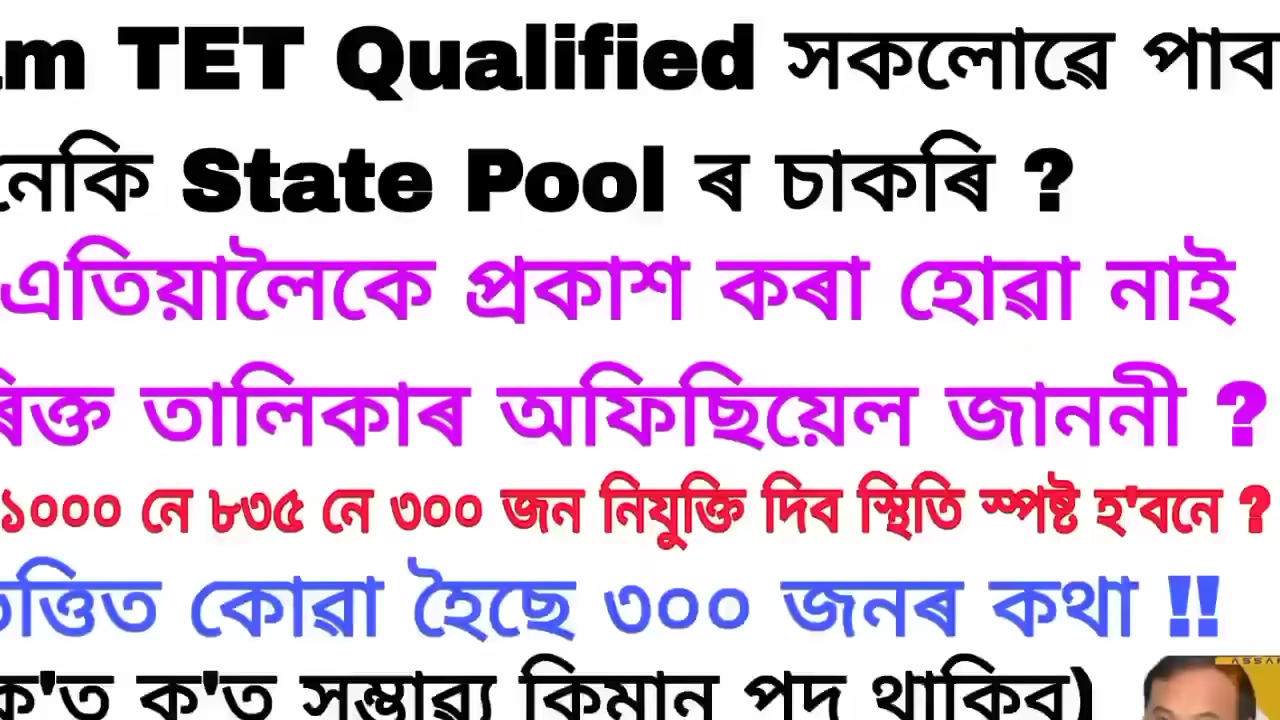 am TET Qualified সকলোৱে পাব
নেকি State Pool ৰ চাকৰি ?
এতিয়ালৈকে প্ৰকাশ কৰা হোৱা নাই
ৰিক্ত তালিকাৰ অফিছিয়েল জাননী ?
১০০০ নে ৮৩৫ নে ৩০০ জন নিযুক্তি দিব স্থিতি স্পষ্ট হ'বনে ?
ত্তিত কোৱা হৈছে ৩০০ জনৰ কথা !!
ক'ত ক'ত সম্ভাৱ্য কিমান পদ থাকিব)